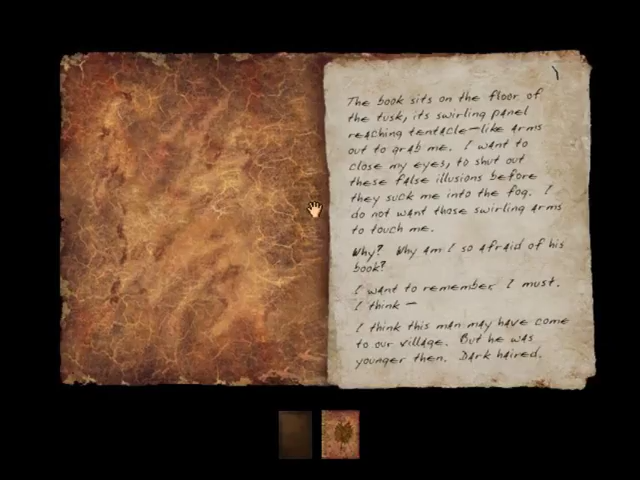 The book sits on the floor of
the tusk, its swirling panel
reaching tentacle-like arms
out to grab me. I want to
close my eyes, to shut out
these false illusions before
they suck me into the fog. I
do not want those swirling arms
to touch me.
Why? Why am I so afraid of his
book?
I want to remember. I must.
I think —
I think this man may have come
to our village. But he was
younger then. Dark haired.